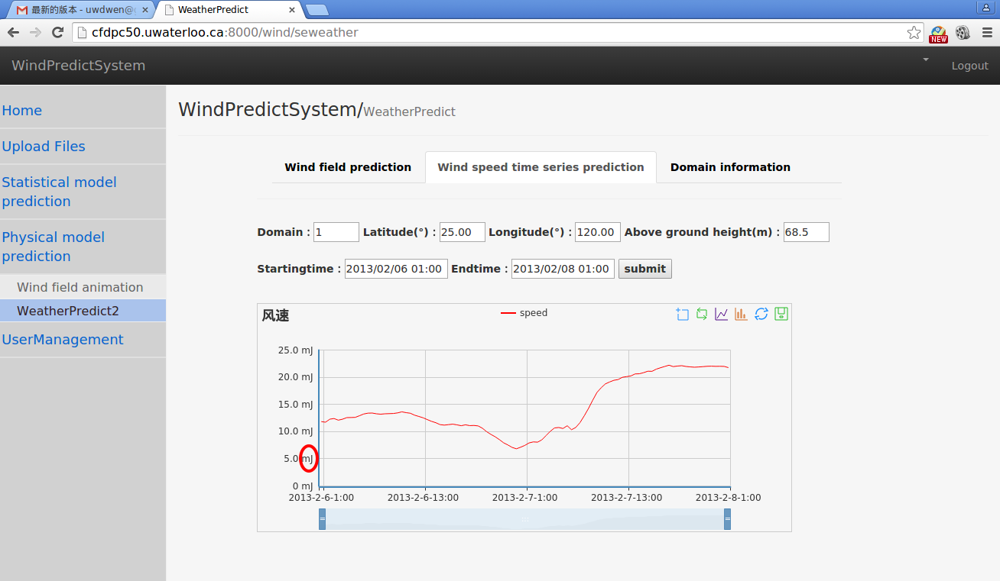 最新的版本 - uwdwen@g
WeatherPredict
cfdpc50.uwaterloo.ca:8000/wind/seweather
NEW
WindPredictSystem
Logout
Home
Upload Files
Statistical model
prediction
Physical model
prediction
Wind field animation
WeatherPredict2
UserManagement
WindPredictSystem/WeatherPredict
Wind field prediction
Wind speed time series prediction
Domain information
Domain : 1 Latitude(°) : 25.00 Longitude(°) : 120.00 Above ground height(m) : 68.5
Startingtime : 2013/02/06 01:00 Endtime : 2013/02/08 01:00 submit
风速
speed
25.0 mJ
20.0 mJ
15.0 mJ
10.0 mJ
5.0 mJ
0 mJ
2013-2-6-1:00
2013-2-6-13:00
2013-2-7-1:00
2013-2-7-13:00
2013-2-8-1:00